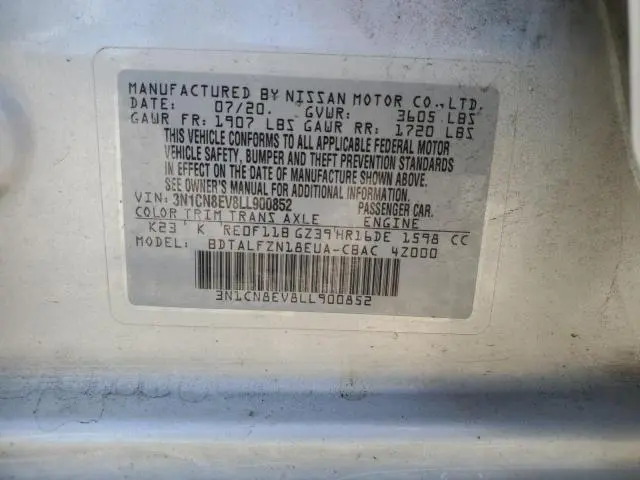 MANUFACTURED BY NISSAN MOTOR CO., LTD.
DATE: 07/20. GVWR: 3605 LBS
GAWR FR: 1907 LBS GAWR RR: 1720 LBS
THIS VEHICLE CONFORMS TO ALL APPLICABLE FEDERAL MOTOR
VEHICLE SAFETY, BUMPER AND THEFT PREVENTION STANDARDS
IN EFFECT ON THE DATE OF MANUFACTURE SHOWN ABOVE.
SEE OWNER'S MANUAL FOR ADDITIONAL INFORMATION.
VIN: 3N1CN8EV8LL900852 PASSENGER CAR.
COLOR TRIM TRANS AXLE ENGINE
K23 K RE0F11B GZ39 HR16DE 1598 CC
MODEL: BDTALFZN18EUA-CBAC 4Z000
3N1CN8EV8LL900852